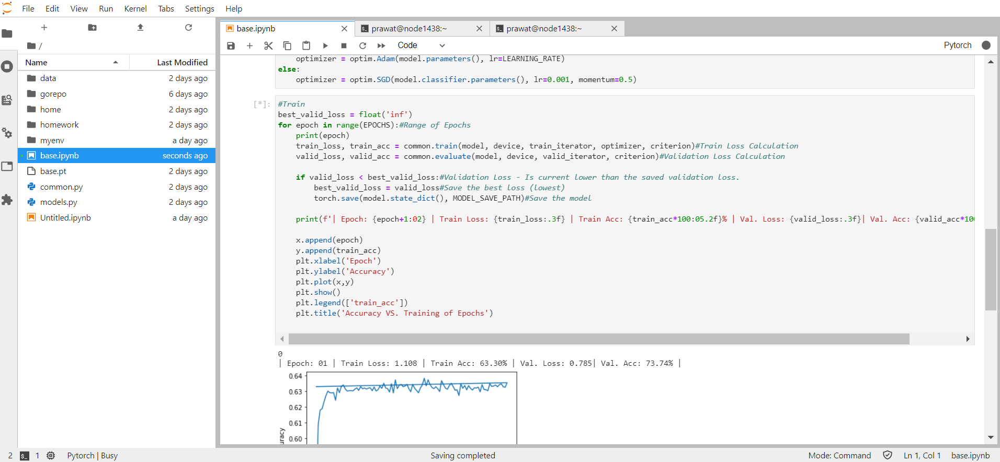 File Edit View Run Kernel Tabs Settings Help
base.ipynb
prawat@node1438:~
prawat@node1438:~
Code
Pytorch
/
Name Last Modified
data 2 days ago
gorepo 6 days ago
home 2 days ago
homework 2 days ago
myenv a day ago
base.ipynb seconds ago
base.pt 2 days ago
common.py 2 days ago
models.py 2 days ago
Untitled.ipynb a day ago
optimizer = optim.Adam(model.parameters(), lr=LEARNING_RATE)
else:
optimizer = optim.SGD(model.classifier.parameters(), lr=0.001, momentum=0.5)
[*]:
#Train
best_valid_loss = float('inf')
for epoch in range(EPOCHS):#Range of Epochs
print(epoch)
train_loss, train_acc = common.train(model, device, train_iterator, optimizer, criterion)#Train Loss Calculation
valid_loss, valid_acc = common.evaluate(model, device, valid_iterator, criterion)#Validation Loss Calculation
if valid_loss < best_valid_loss:#Validation Loss - Is current lower than the saved validation loss.
best_valid_loss = valid_loss#Save the best loss (lowest)
torch.save(model.state_dict(), MODEL_SAVE_PATH)#Save the model
print(f'| Epoch: {epoch+1:02} | Train Loss: {train_loss:.3f} | Train Acc: {train_acc*100:05.2f}% | Val. Loss: {valid_loss:.3f}| Val. Acc: {valid_acc*10
x.append(epoch)
y.append(train_acc)
plt.xlabel('Epoch')
plt.ylabel('Accuracy')
plt.plot(x,y)
plt.show()
plt.legend(['train_acc'])
plt.title('Accuracy VS. Training of Epochs')
0
| Epoch: 01 | Train Loss: 1.108 | Train Acc: 63.30% | Val. Loss: 0.785| Val. Acc: 73.74% |
0.64
0.63
0.62
0.61
0.60
uracy
2 1 Pytorch | Busy Saving completed Mode: Command Ln 1, Col 1 base.ipynb